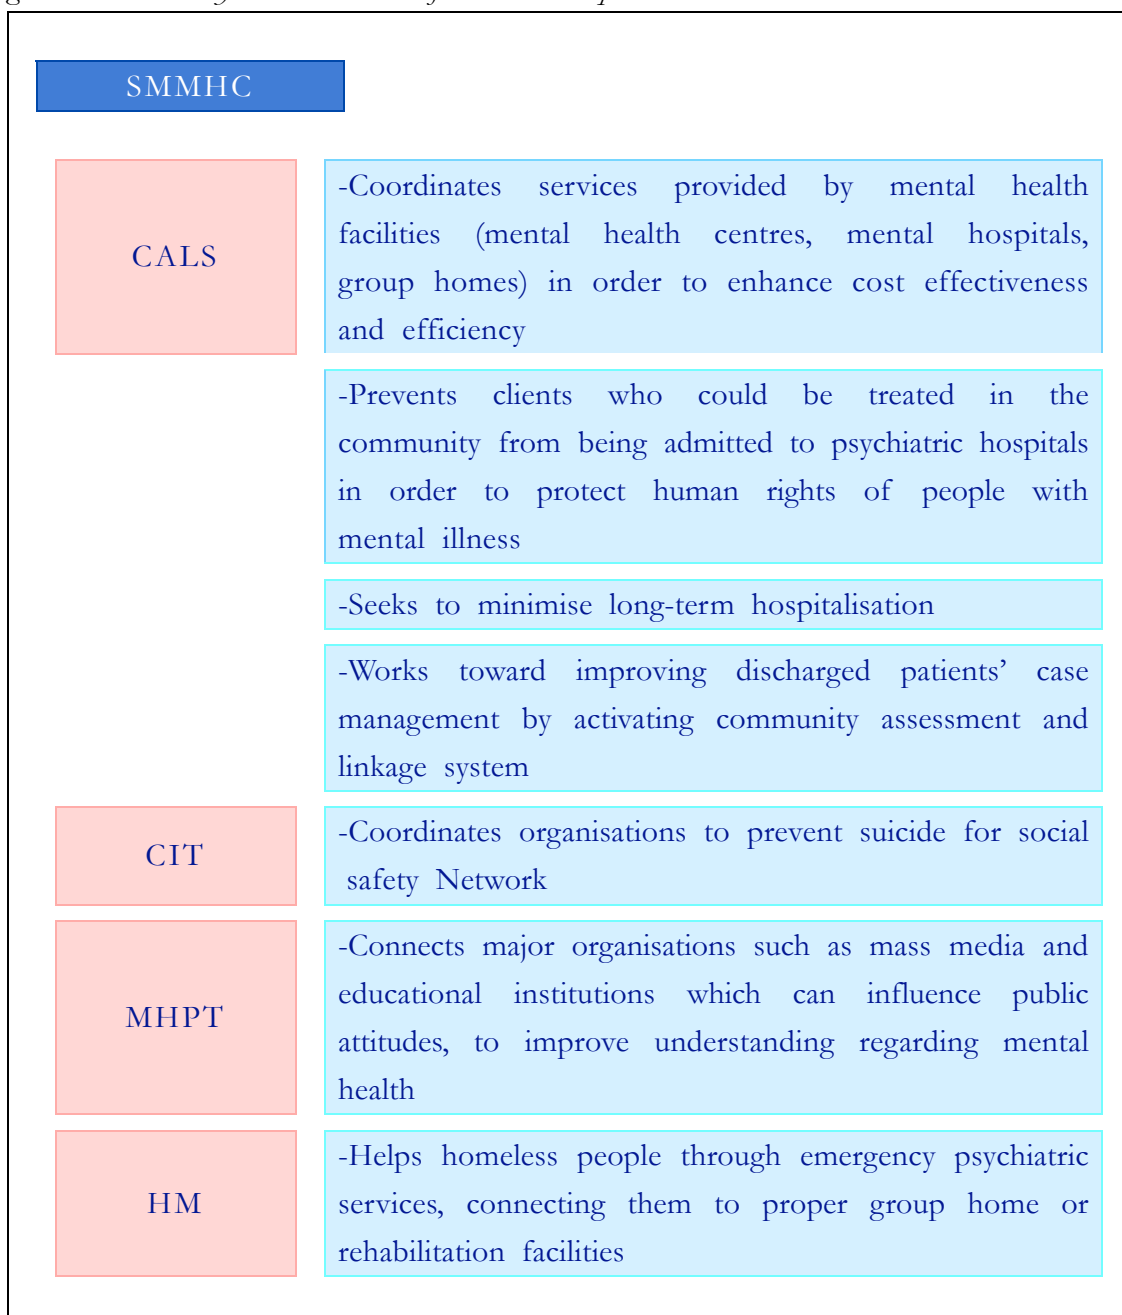 SMMHC
CALS
-Coordinates services provided by mental health
facilities (mental health centres, mental hospitals,
group homes) in order to enhance cost effectiveness
and efficiency
-Prevents clients who could be treated in the
community from being admitted to psychiatric hospitals
in order to protect human rights of people with
mental illness
-Seeks to minimise long-term hospitalisation
-Works toward improving discharged patients’ case
management by activating community assessment and
linkage system
CIT
-Coordinates organisations to prevent suicide for social
safety Network
MHPT
-Connects major organisations such as mass media and
educational institutions which can influence public
attitudes, to improve understanding regarding mental
health
HM
-Helps homeless people through emergency psychiatric
services, connecting them to proper group home or
rehabilitation facilities